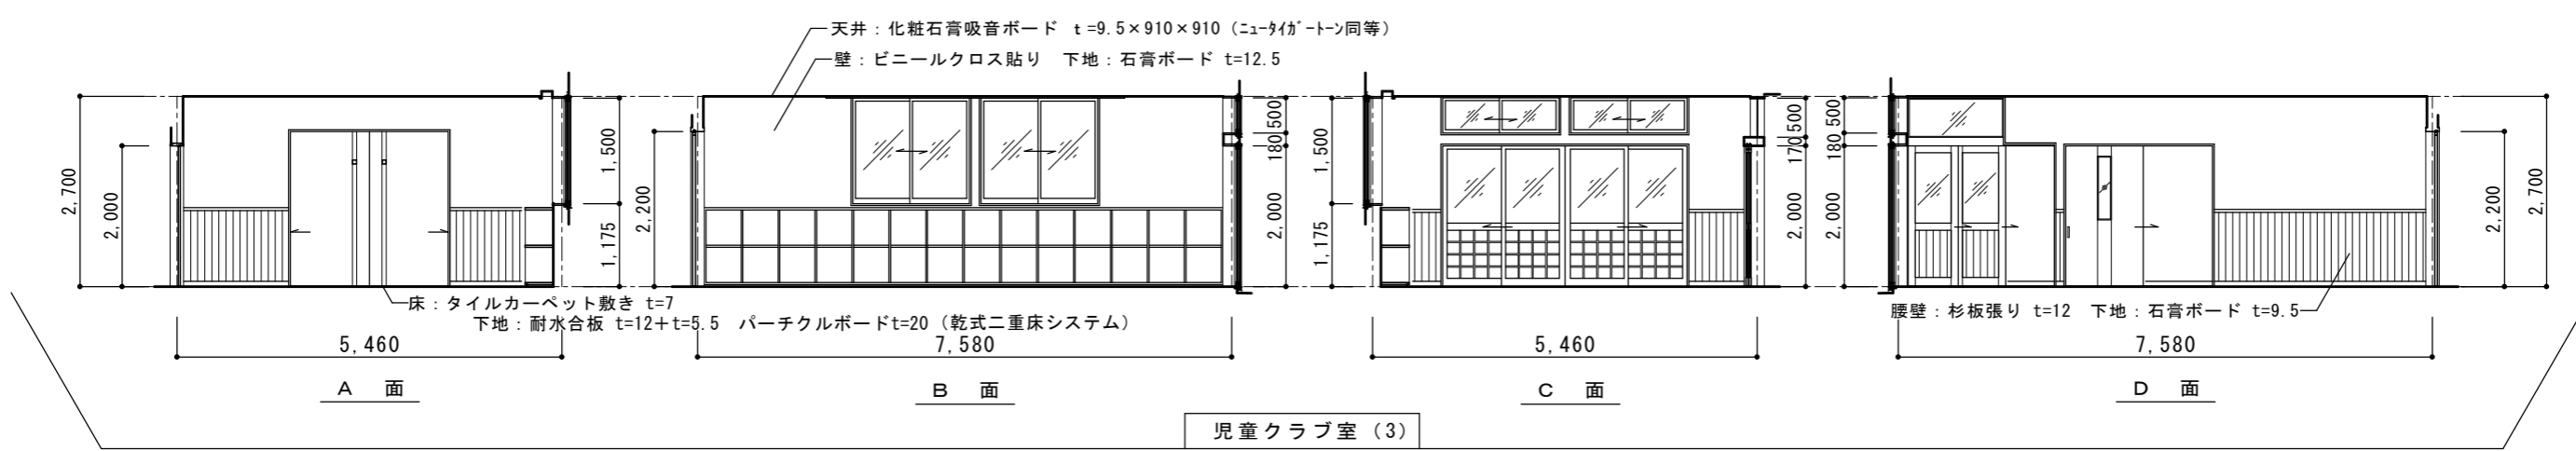 天井：化粧石膏吸音ボード t=9.5×910×910（ﾆｭｰﾀｲｶﾞｰﾄｰﾝ同等）
壁：ビニールクロス貼り 下地：石膏ボード t=12.5
2,700
2,000
1,500
1,175
2,200
500
180
2,000
1,500
1,175
500
170
2,000
500
180
2,000
2,200
2,700
床：タイルカーペット敷き t=7
下地：耐水合板 t=12＋t=5.5 パーチクルボードt=20（乾式二重床システム）
腰壁：杉板張り t=12 下地：石膏ボード t=9.5
5,460
7,580
5,460
7,580
A 面
B 面
C 面
D 面
児童クラブ室（3）